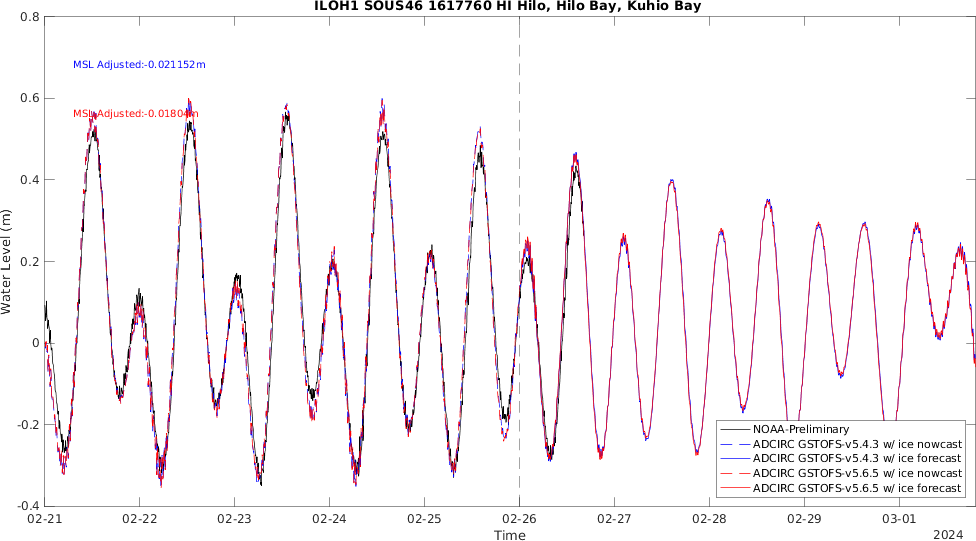 ILOH1 SOUS46 1617760 HI Hilo, Hilo Bay, Kuhio Bay
0.8
MSL Adjusted:-0.021152m
0.6
MSL Adjusted:-0.01804m
0.4
Water Level (m)
0.2
0
-0.2
NOAA-Preliminary
ADCIRC GSTOFS-v5.4.3 w/ ice nowcast
ADCIRC GSTOFS-v5.4.3 w/ ice forecast
ADCIRC GSTOFS-v5.6.5 w/ ice nowcast
ADCIRC GSTOFS-v5.6.5 w/ ice forecast
-0.4
02-21 02-22 02-23 02-24 02-25 02-26 02-27 02-28 02-29 03-01
Time
2024